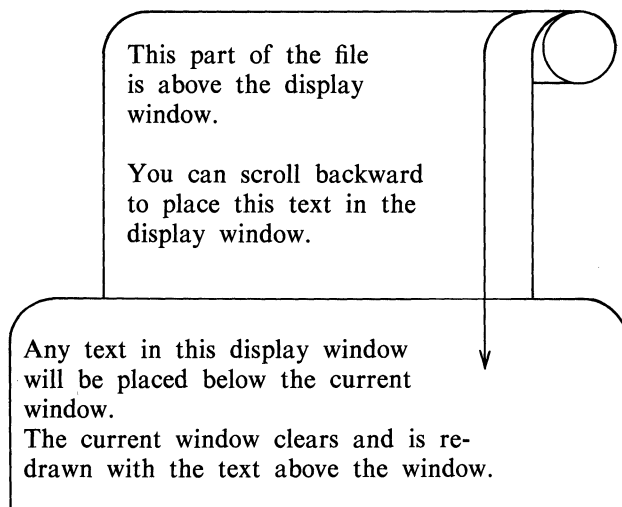 This part of the file
is above the display
window.
You can scroll backward
to place this text in the
display window.
Any text in this display window
will be placed below the current
window.
The current window clears and is re-
drawn with the text above the window.